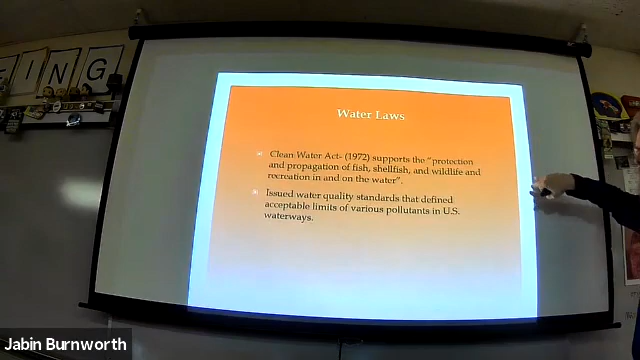 ING
Water Laws
Clean Water Act- (1972) supports the “protection
and propagation of fish, shellfish, and wildlife and
recreation in and on the water”.
Issued water quality standards that defined
acceptable limits of various pollutants in U.S.
waterways.
Jabin Burnworth